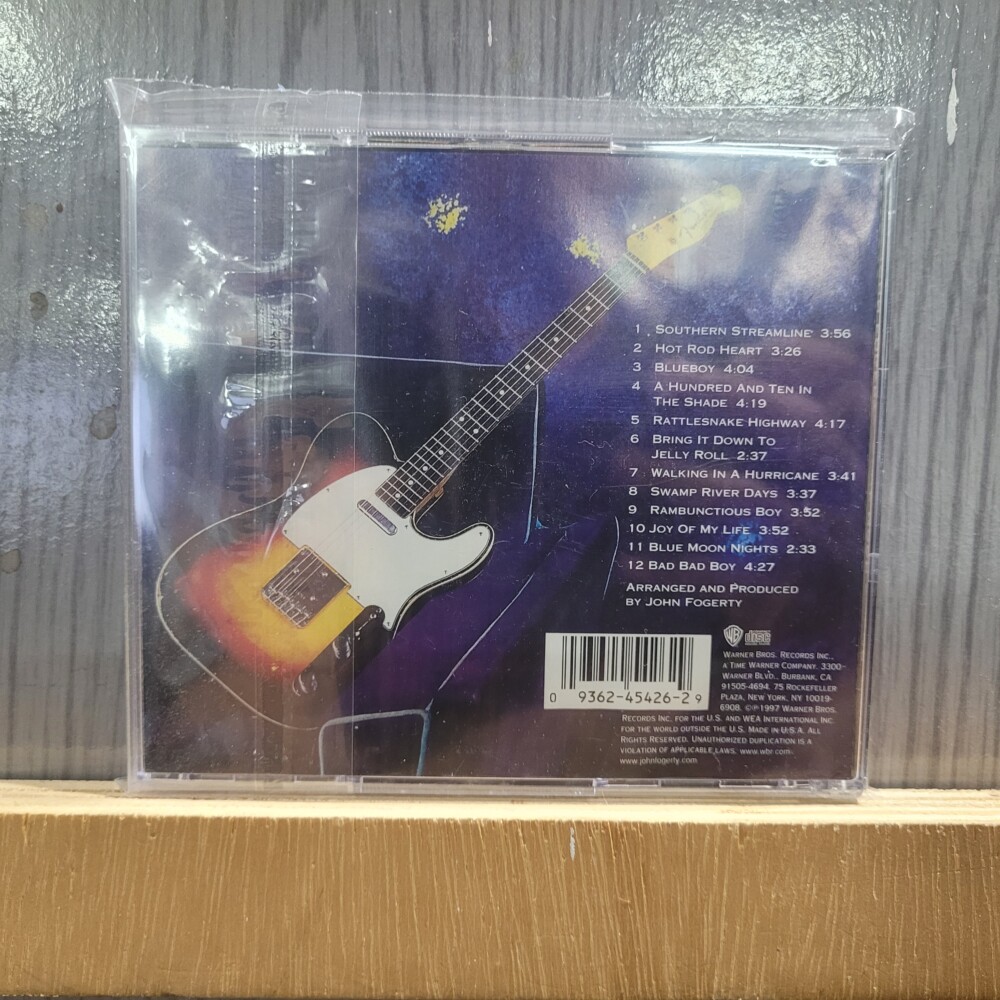 1 Southern Streamline 3:56
2 Hot Rod Heart 3:26
3 Blueboy 4:04
4 A Hundred And Ten In
The Shade 4:19
5 Rattlesnake Highway 4:17
6 Bring It Down To
Jelly Roll 2:37
7 Walking In A Hurricane 3:41
8 Swamp River Days 3:37
9 Rambunctious Boy 3:52
10 Joy Of My Life 3:52
11 Blue Moon Nights 2:33
12 Bad Bad Boy 4:27
Arranged and Produced
by John Fogerty
WB disc
Warner Bros. Records Inc.,
a Time Warner Company. 3300
Warner Blvd., Burbank, CA
91505-4694. 75 Rockefeller
Plaza, New York, NY 10019-
6908. ©℗ 1997 Warner Bros.
Records Inc. for the U.S. and WEA International Inc.
for the world outside the U.S. Made in U.S.A. All
Rights Reserved. Unauthorized duplication is a
violation of applicable laws. www.wbr.com
www.johnfogerty.com
0 9362-45426-2 9